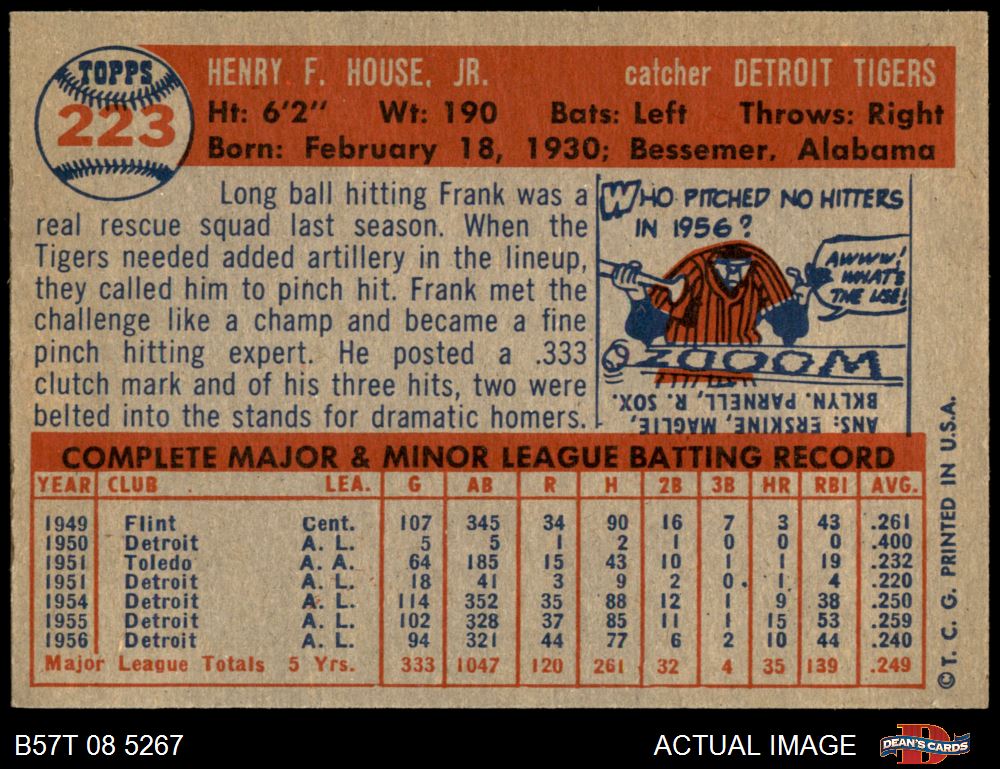 TOPPS
223
HENRY F. HOUSE, JR. catcher DETROIT TIGERS
Ht: 6'2" Wt: 190 Bats: Left Throws: Right
Born: February 18, 1930; Bessemer, Alabama
Long ball hitting Frank was a
real rescue squad last season. When the
Tigers needed added artillery in the lineup,
they called him to pinch hit. Frank met the
challenge like a champ and became a fine
pinch hitting expert. He posted a .333
clutch mark and of his three hits, two were
belted into the stands for dramatic homers.
WHO PITCHED NO HITTERS
IN 1956?
AWWW!
WHAT'S
THE USE!
ZOOOM
ANS: ERSKINE, MAGLIE,
BKLYN. PARNELL, R. SOX.
COMPLETE MAJOR & MINOR LEAGUE BATTING RECORD
YEAR CLUB LEA. G AB R H 2B 3B HR RBI AVG.
1949 Flint Cent. 107 345 34 90 16 7 3 43 .261
1950 Detroit A. L. 5 5 1 2 1 0 0 0 .400
1951 Toledo A. A. 64 185 15 43 10 1 1 19 .232
1951 Detroit A. L. 18 41 3 9 2 0 1 4 .220
1954 Detroit A. L. 114 352 35 88 12 1 9 38 .250
1955 Detroit A. L. 102 328 37 85 11 1 15 53 .259
1956 Detroit A. L. 94 321 44 77 6 2 10 44 .240
Major League Totals 5 Yrs. 333 1047 120 261 32 4 35 139 .249
© T. C. G. PRINTED IN U.S.A.
B57T 08 5267
ACTUAL IMAGE
DEAN'S CARDS